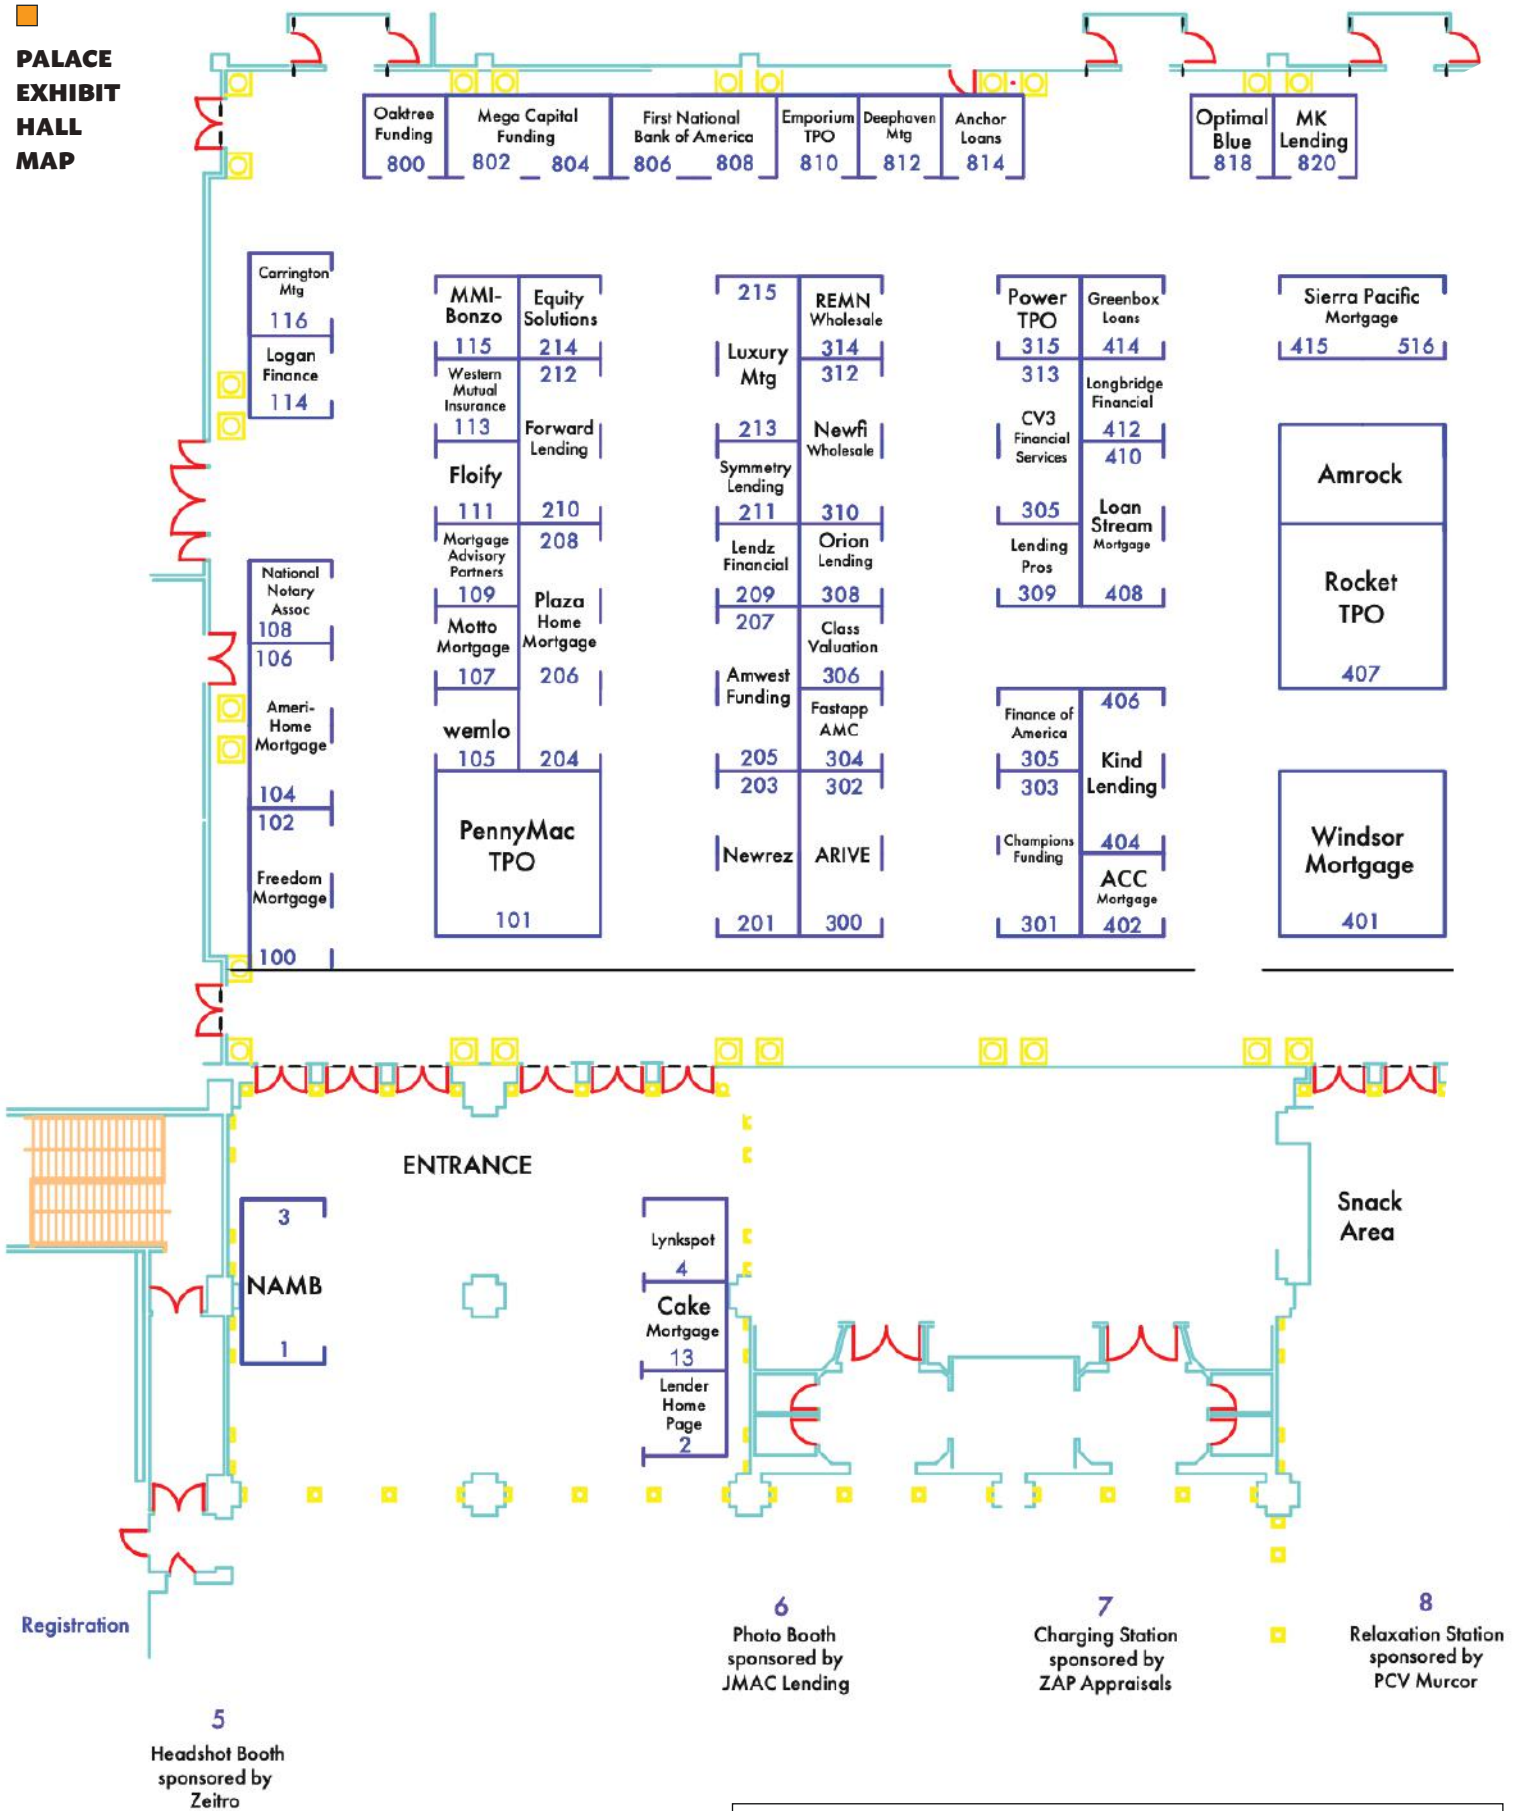 PALACE
EXHIBIT
HALL
MAP
Oaktree
Funding
800
Mega Capital
Funding
802 804
First National
Bank of America
806 808
Emporium
TPO
810
Deephaven
Mtg
812
Anchor
Loans
814
Optimal
Blue
818
MK
Lending
820
Carrington
Mtg
116
Logan
Finance
114
National
Notary
Assoc
108
106
Ameri-
Home
Mortgage
104
102
Freedom
Mortgage
100
MMI-
Bonzo
115
Western
Mutual
Insurance
113
Floify
111
Mortgage
Advisory
Partners
109
Motto
Mortgage
107
wemlo
105
Equity
Solutions
214
212
Forward
Lending
210
208
Plaza
Home
Mortgage
206
204
PennyMac
TPO
101
215
Luxury
Mtg
213
Symmetry
Lending
211
Lendz
Financial
209
207
Amwest
Funding
205
203
Newrez
201
REMN
Wholesale
314
312
Newfi
Wholesale
310
Orion
Lending
308
Class
Valuation
306
Fastapp
AMC
304
302
ARIVE
300
Power
TPO
315
313
CV3
Financial
Services
305
Lending
Pros
309
Greenbox
Loans
414
Longbridge
Financial
412
410
Loan
Stream
Mortgage
408
Finance of
America
305
303
Champions
Funding
301
406
Kind
Lending
404
ACC
Mortgage
402
Sierra Pacific
Mortgage
415 516
Amrock
Rocket
TPO
407
Windsor
Mortgage
401
ENTRANCE
3
NAMB
1
Lynkspot
4
Cake
Mortgage
13
Lender
Home
Page
2
Snack
Area
Registration
5
Headshot Booth
sponsored by
Zeitro
6
Photo Booth
sponsored by
JMAC Lending
7
Charging Station
sponsored by
ZAP Appraisals
8
Relaxation Station
sponsored by
PCV Murcor